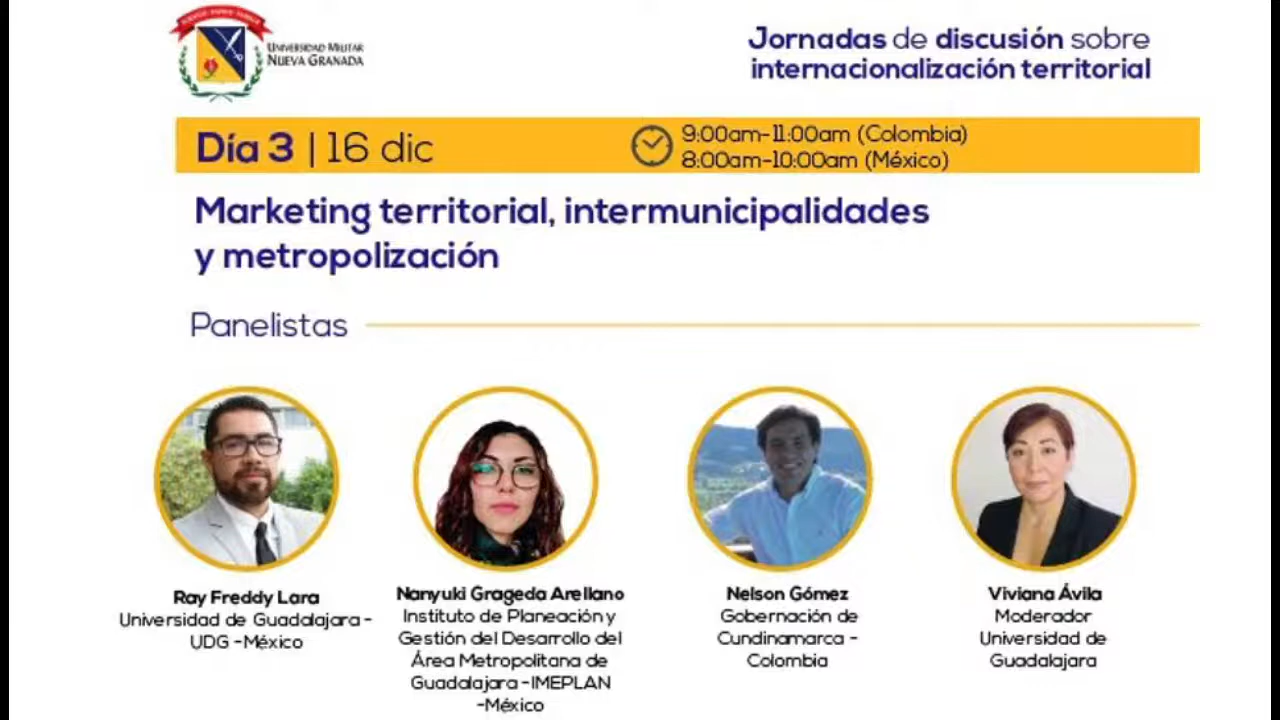 UNIVERSIDAD MILITAR
NUEVA GRANADA
Jornadas de discusión sobre
internacionalización territorial
Día 3 | 16 dic
9:00am-11:00am (Colombia)
8:00am-10:00am (México)
Marketing territorial, intermunicipalidades
y metropolización
Panelistas
Ray Freddy Lara
Universidad de Guadalajara -
UDG -México
Nanyuki Grageda Arellano
Instituto de Planeación y
Gestión del Desarrollo del
Área Metropolitana de
Guadalajara -IMEPLAN
-México
Nelson Gómez
Gobernación de
Cundinamarca -
Colombia
Viviana Ávila
Moderador
Universidad de
Guadalajara